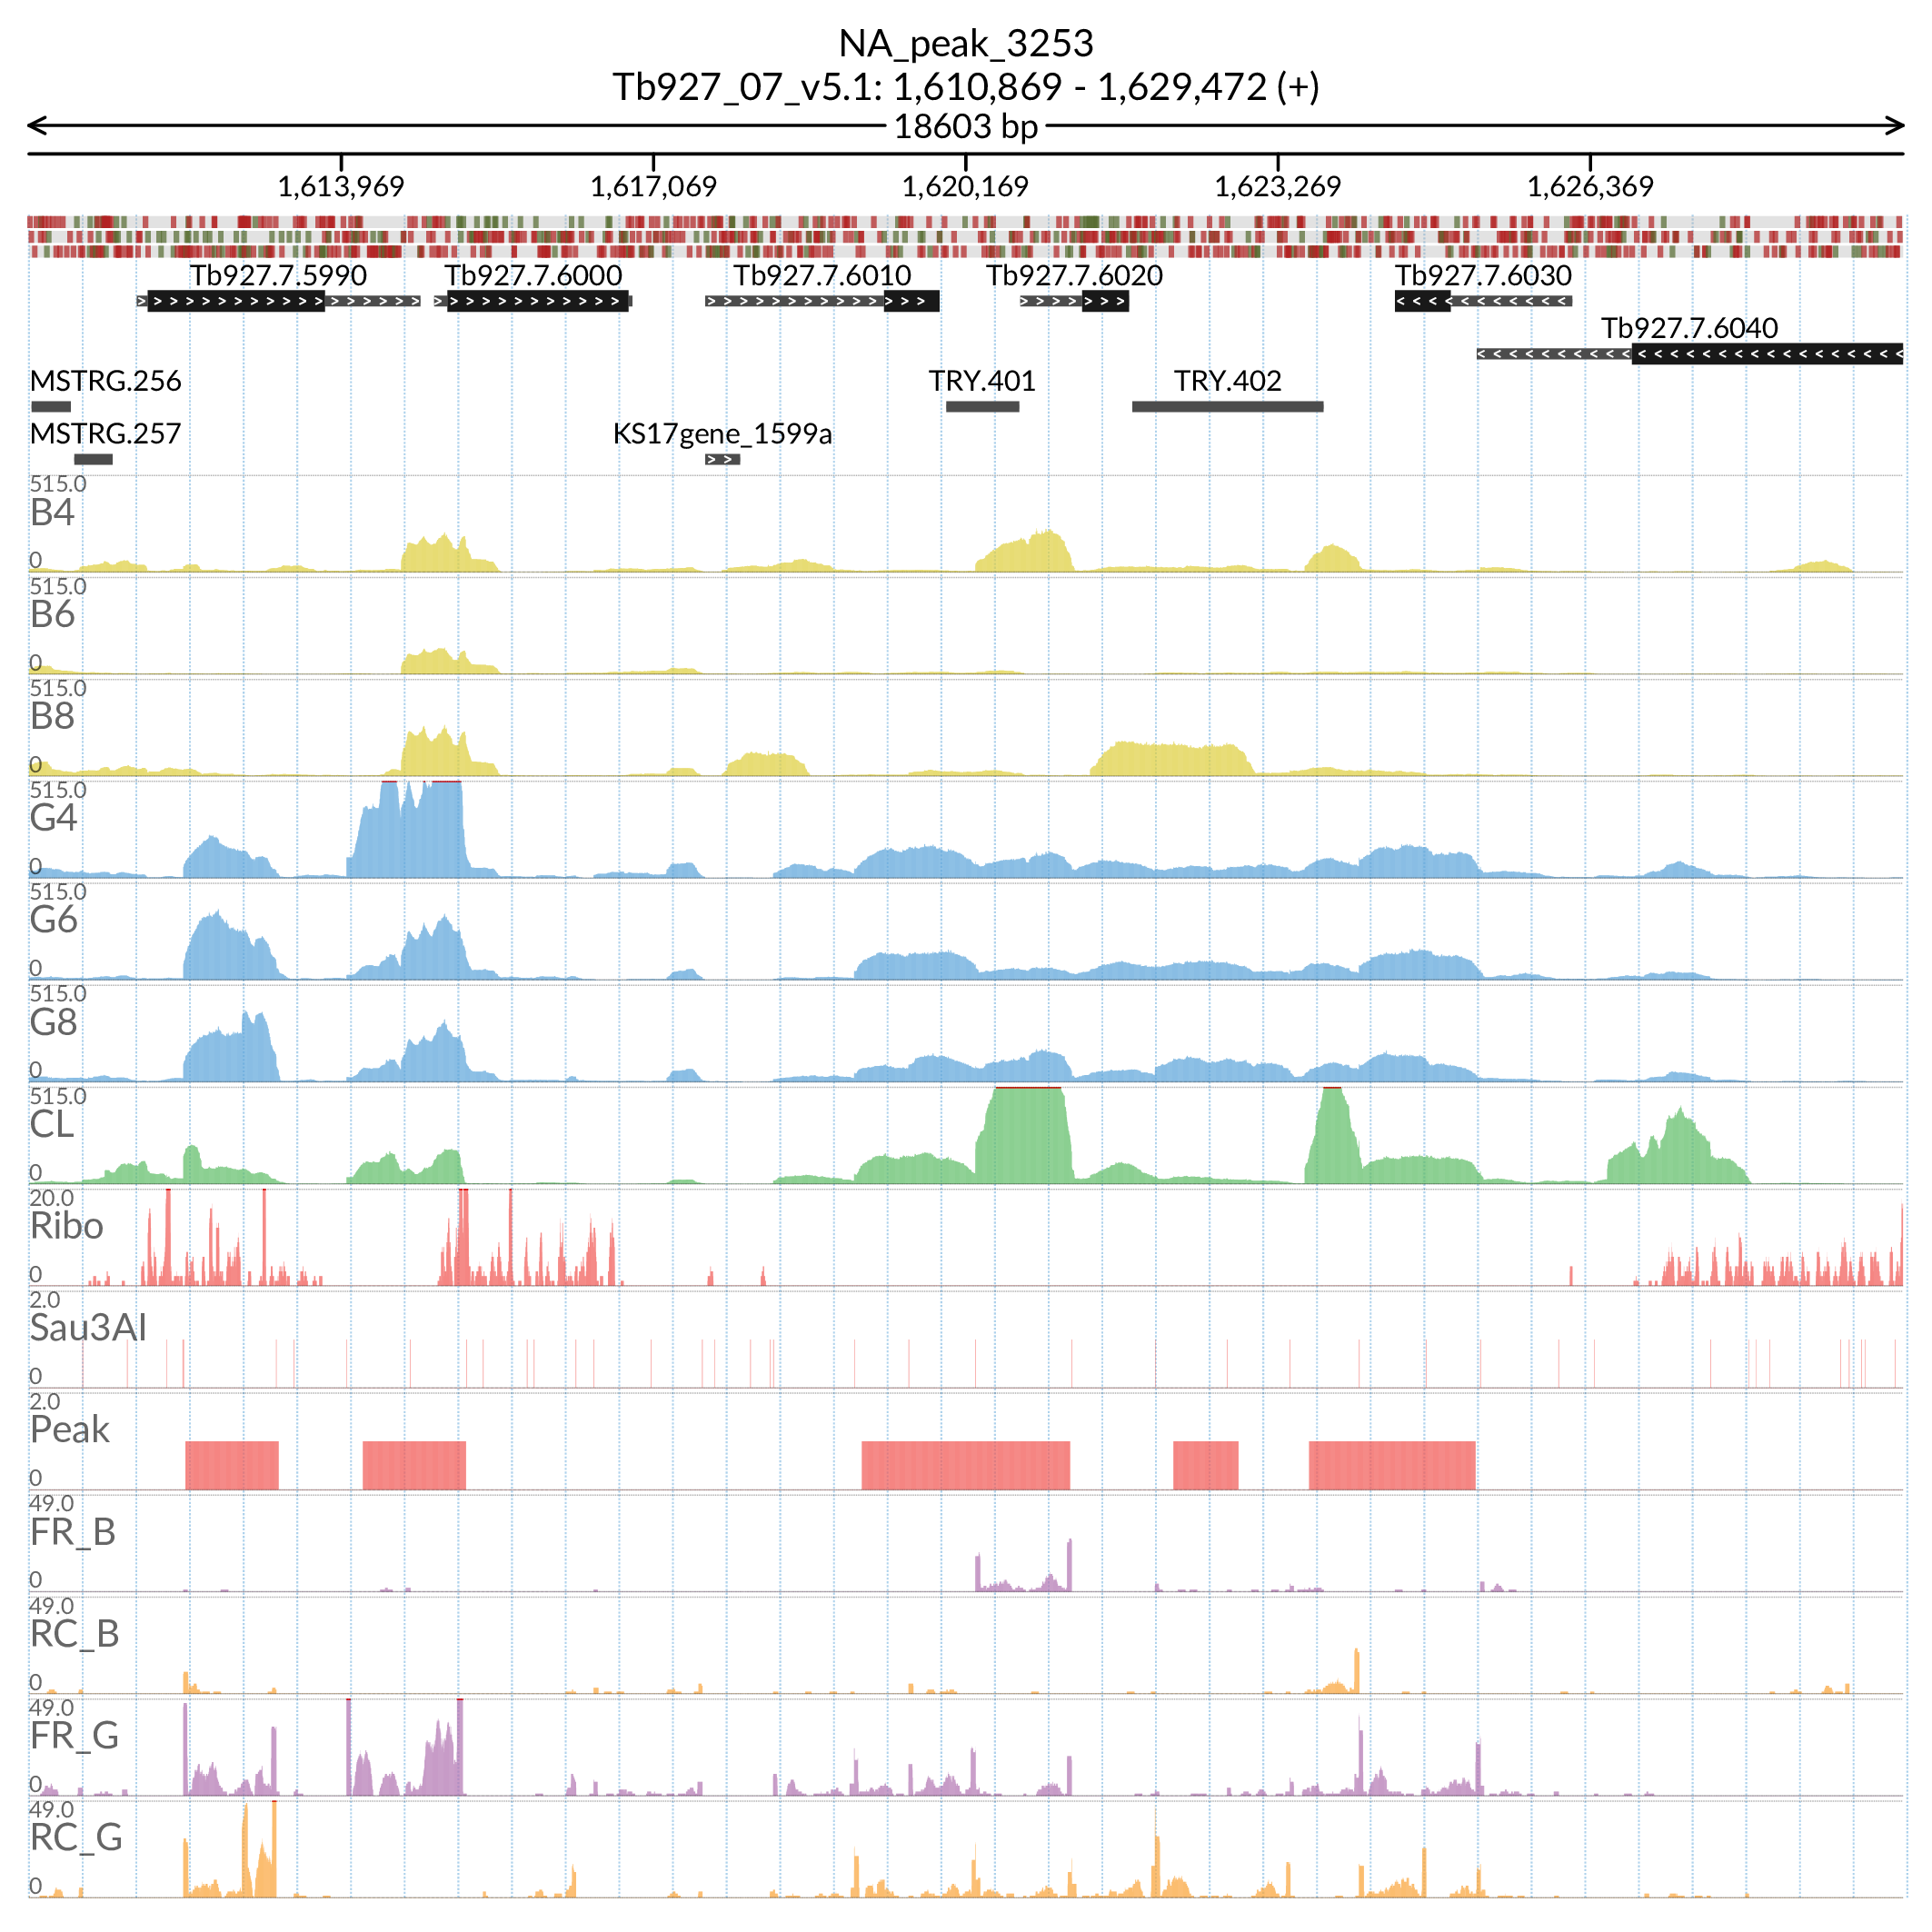 NA_peak_3253
Tb927_07_v5.1: 1,610,869 - 1,629,472 (+)
18603 bp
1,613,969 1,617,069 1,620,169 1,623,269 1,626,369
Tb927.7.5990 Tb927.7.6000 Tb927.7.6010 Tb927.7.6020 Tb927.7.6030
Tb927.7.6040
MSTRG.256 TRY.401 TRY.402
MSTRG.257 KS17gene_1599a
515.0
B4
0
515.0
B6
0
515.0
B8
0
515.0
G4
0
515.0
G6
0
515.0
G8
0
515.0
CL
0
20.0
Ribo
0
2.0
Sau3AI
0
2.0
Peak
0
49.0
FR_B
0
49.0
RC_B
0
49.0
FR_G
0
49.0
RC_G
0